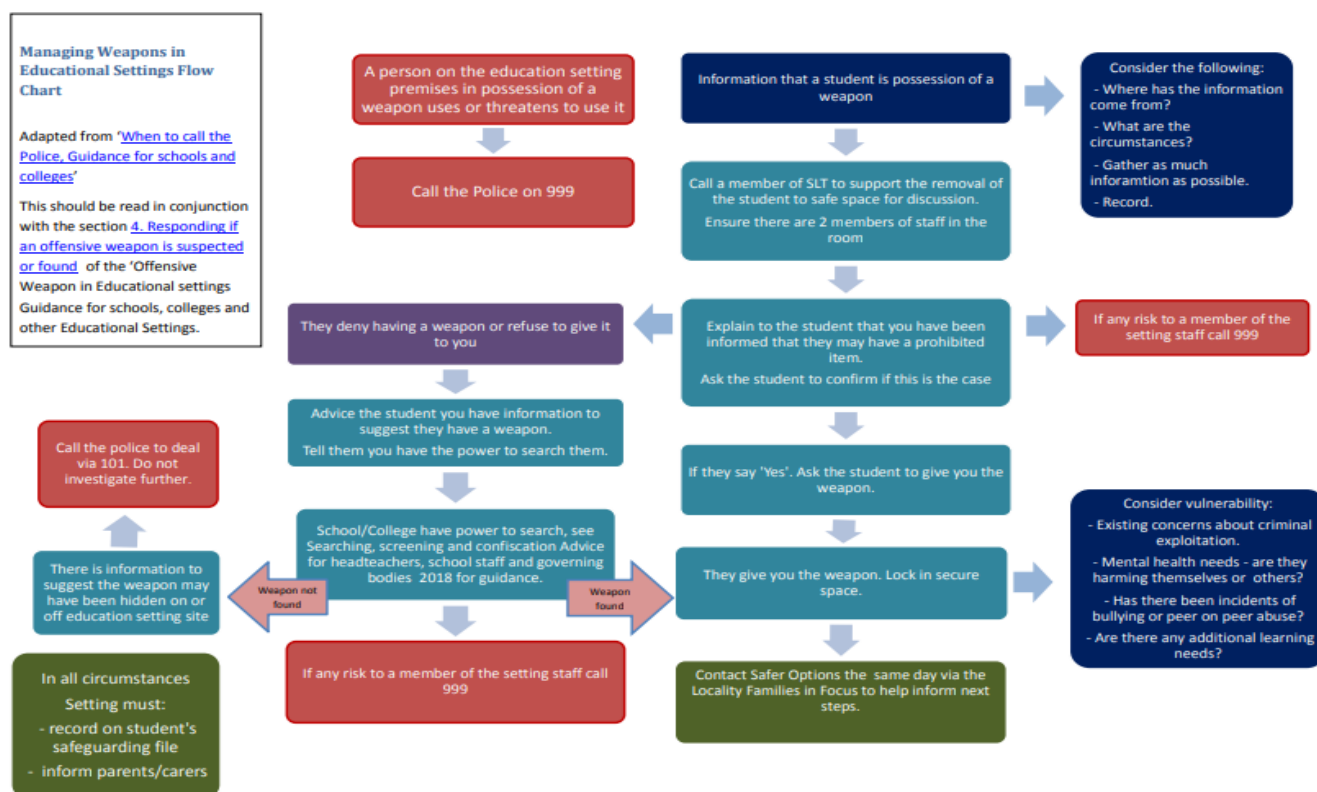 Managing Weapons in
Educational Settings Flow
Chart
Adapted from ‘When to call the
Police, Guidance for schools and
colleges’
This should be read in conjunction
with the section 4. Responding if
an offensive weapon is suspected
or found of the ‘Offensive
Weapon in Educational settings
Guidance for schools, colleges and
other Educational Settings.
A person on the education setting
premises in possession of a
weapon uses or threatens to use it
Call the Police on 999
Information that a student is possession of a
weapon
Consider the following:
- Where has the information
come from?
- What are the
circumstances?
- Gather as much
inforamtion as possible.
- Record.
Call a member of SLT to support the removal of
the student to safe space for discussion.
Ensure there are 2 members of staff in the
room
They deny having a weapon or refuse to give it
to you
Explain to the student that you have been
informed that they may have a prohibited
item.
Ask the student to confirm if this is the case
If any risk to a member of the
setting staff call 999
Advice the student you have information to
suggest they have a weapon.
Tell them you have the power to search them.
If they say 'Yes'. Ask the student to give you the
weapon.
Call the police to deal
via 101. Do not
investigate further.
School/College have power to search, see
Searching, screening and confiscation Advice
for headteachers, school staff and governing
bodies 2018 for guidance.
Weapon not
found
Weapon
found
There is information to
suggest the weapon may
have been hidden on or
off education setting site
They give you the weapon. Lock in secure
space.
Consider vulnerability:
- Existing concerns about criminal
exploitation.
- Mental health needs - are they
harming themselves or others?
- Has there been incidents of
bullying or peer on peer abuse?
- Are there any additional learning
needs?
If any risk to a member of the setting staff call
999
Contact Safer Options the same day via the
Locality Families in Focus to help inform next
steps.
In all circumstances
Setting must:
- record on student's
safeguarding file
- inform parents/carers